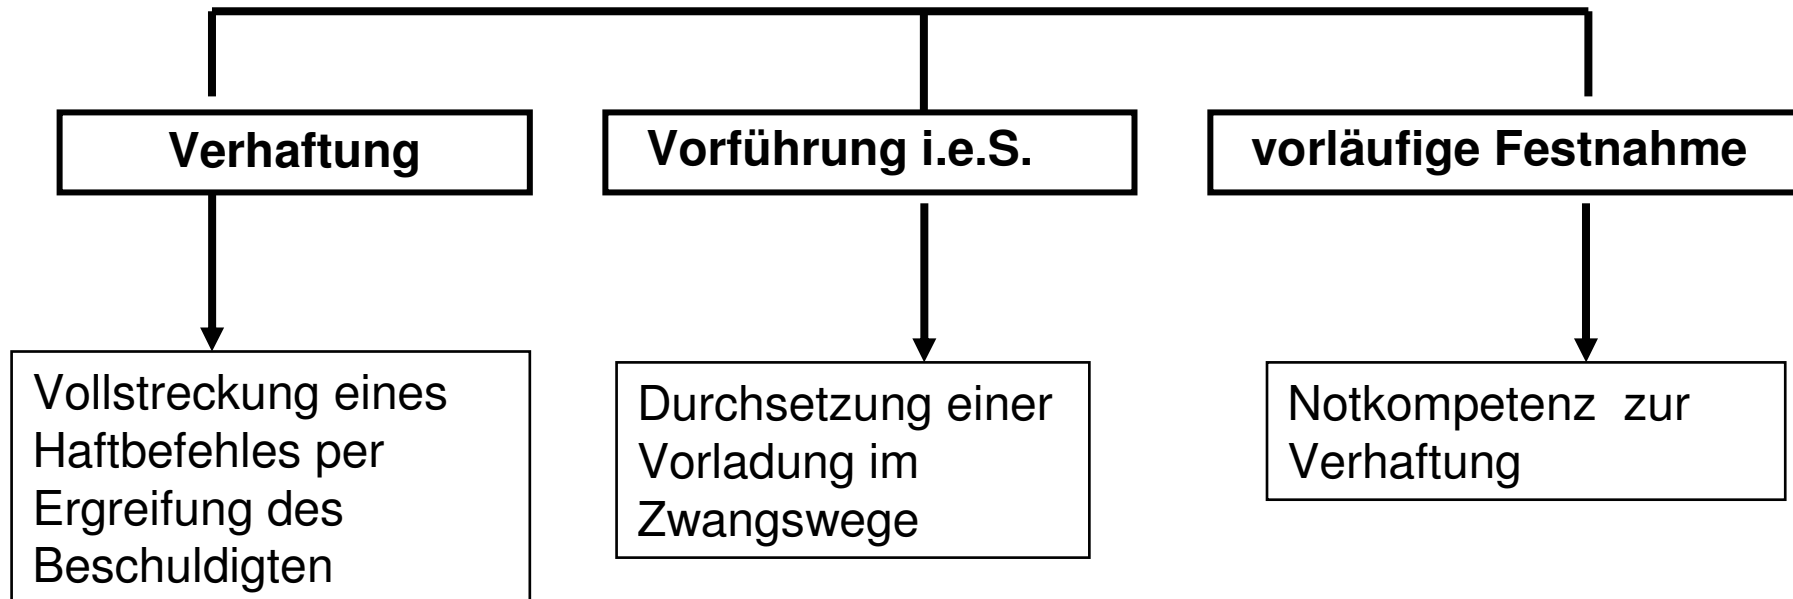 Verhaftung
Vorführung i.e.S.
vorläufige Festnahme
Vollstreckung eines
Haftbefehles per
Ergreifung des
Beschuldigten
Durchsetzung einer
Vorladung im
Zwangswege
Notkompetenz zur
Verhaftung